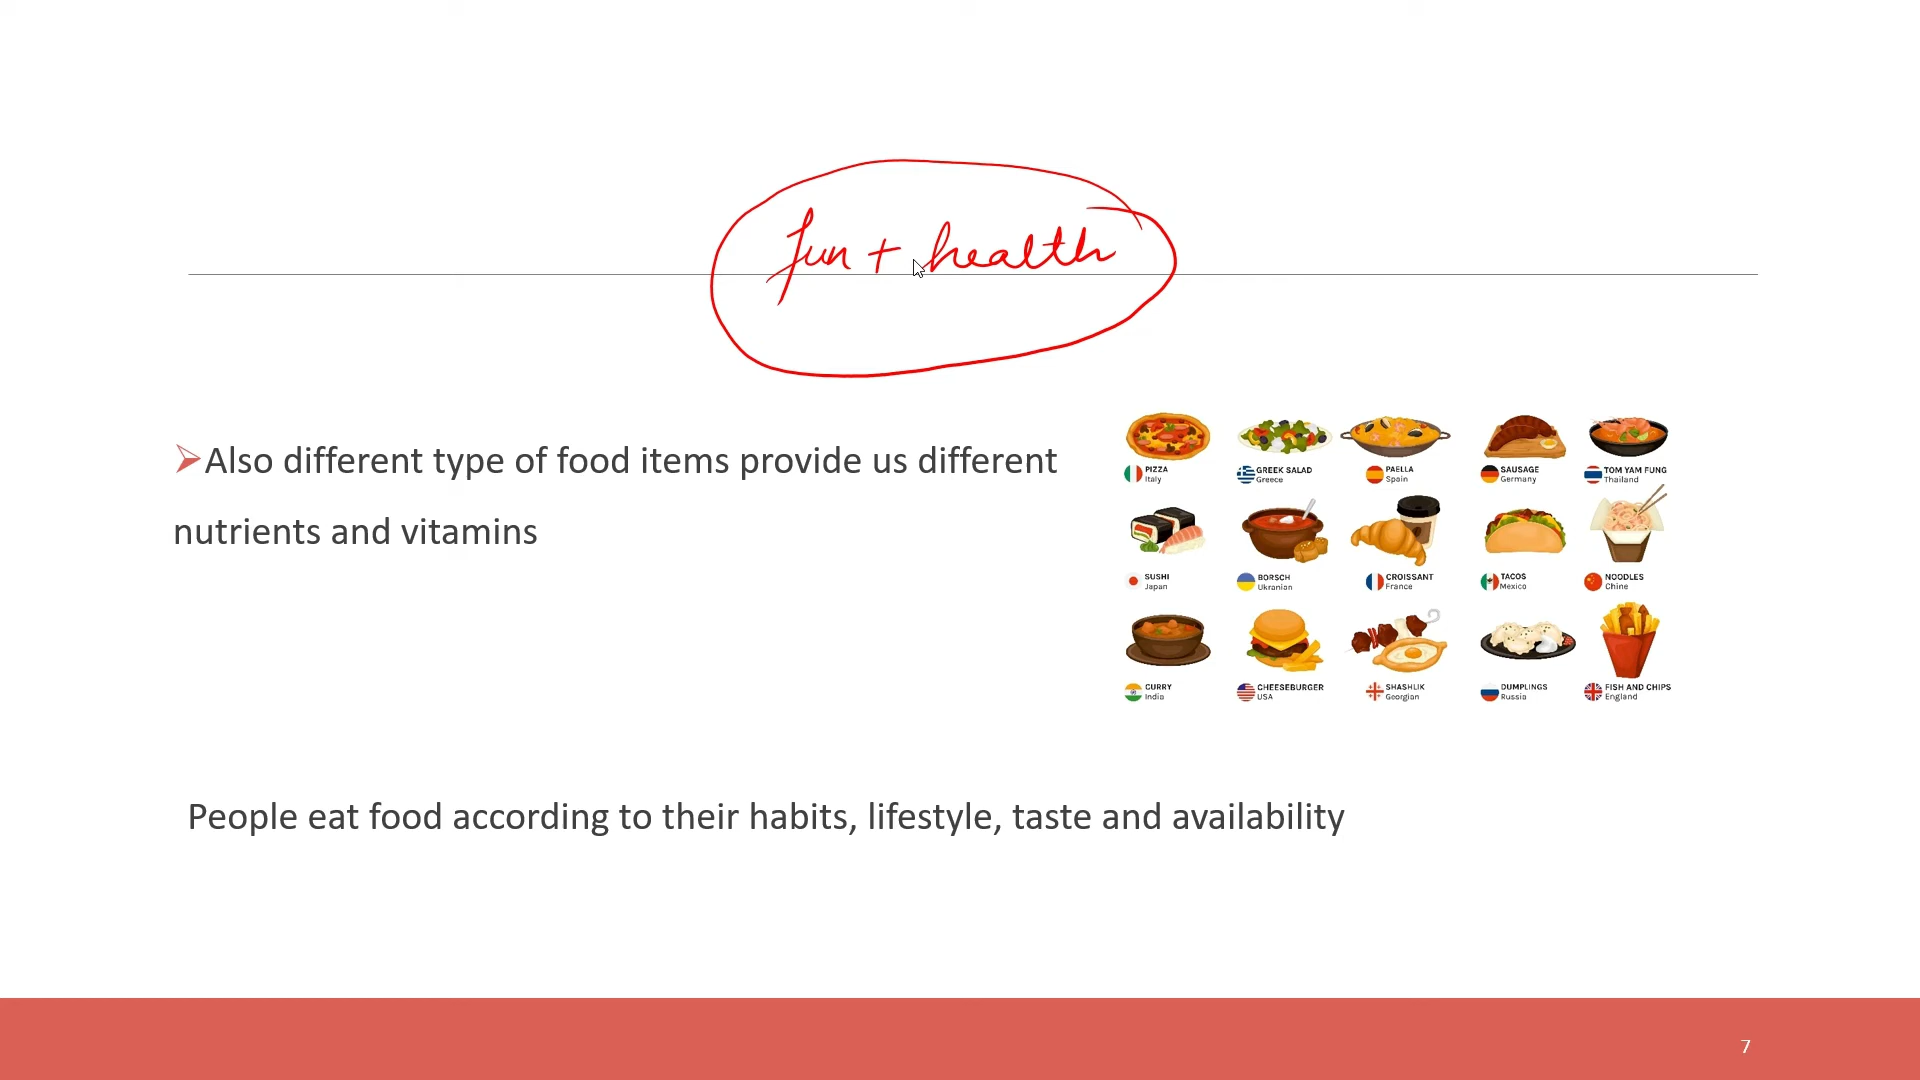 fun + health
Also different type of food items provide us different
nutrients and vitamins
PIZZA
Italy
GREEK SALAD
Greece
PAELLA
Spain
SAUSAGE
Germany
TOM YAM FUNG
Thailand
SUSHI
Japan
BORSCH
Ukranian
CROISSANT
France
TACOS
Mexico
NOODLES
Chine
CURRY
India
CHEESEBURGER
USA
SHASHLIK
Georgian
DUMPLINGS
Russia
FISH AND CHIPS
England
People eat food according to their habits, lifestyle, taste and availability
7